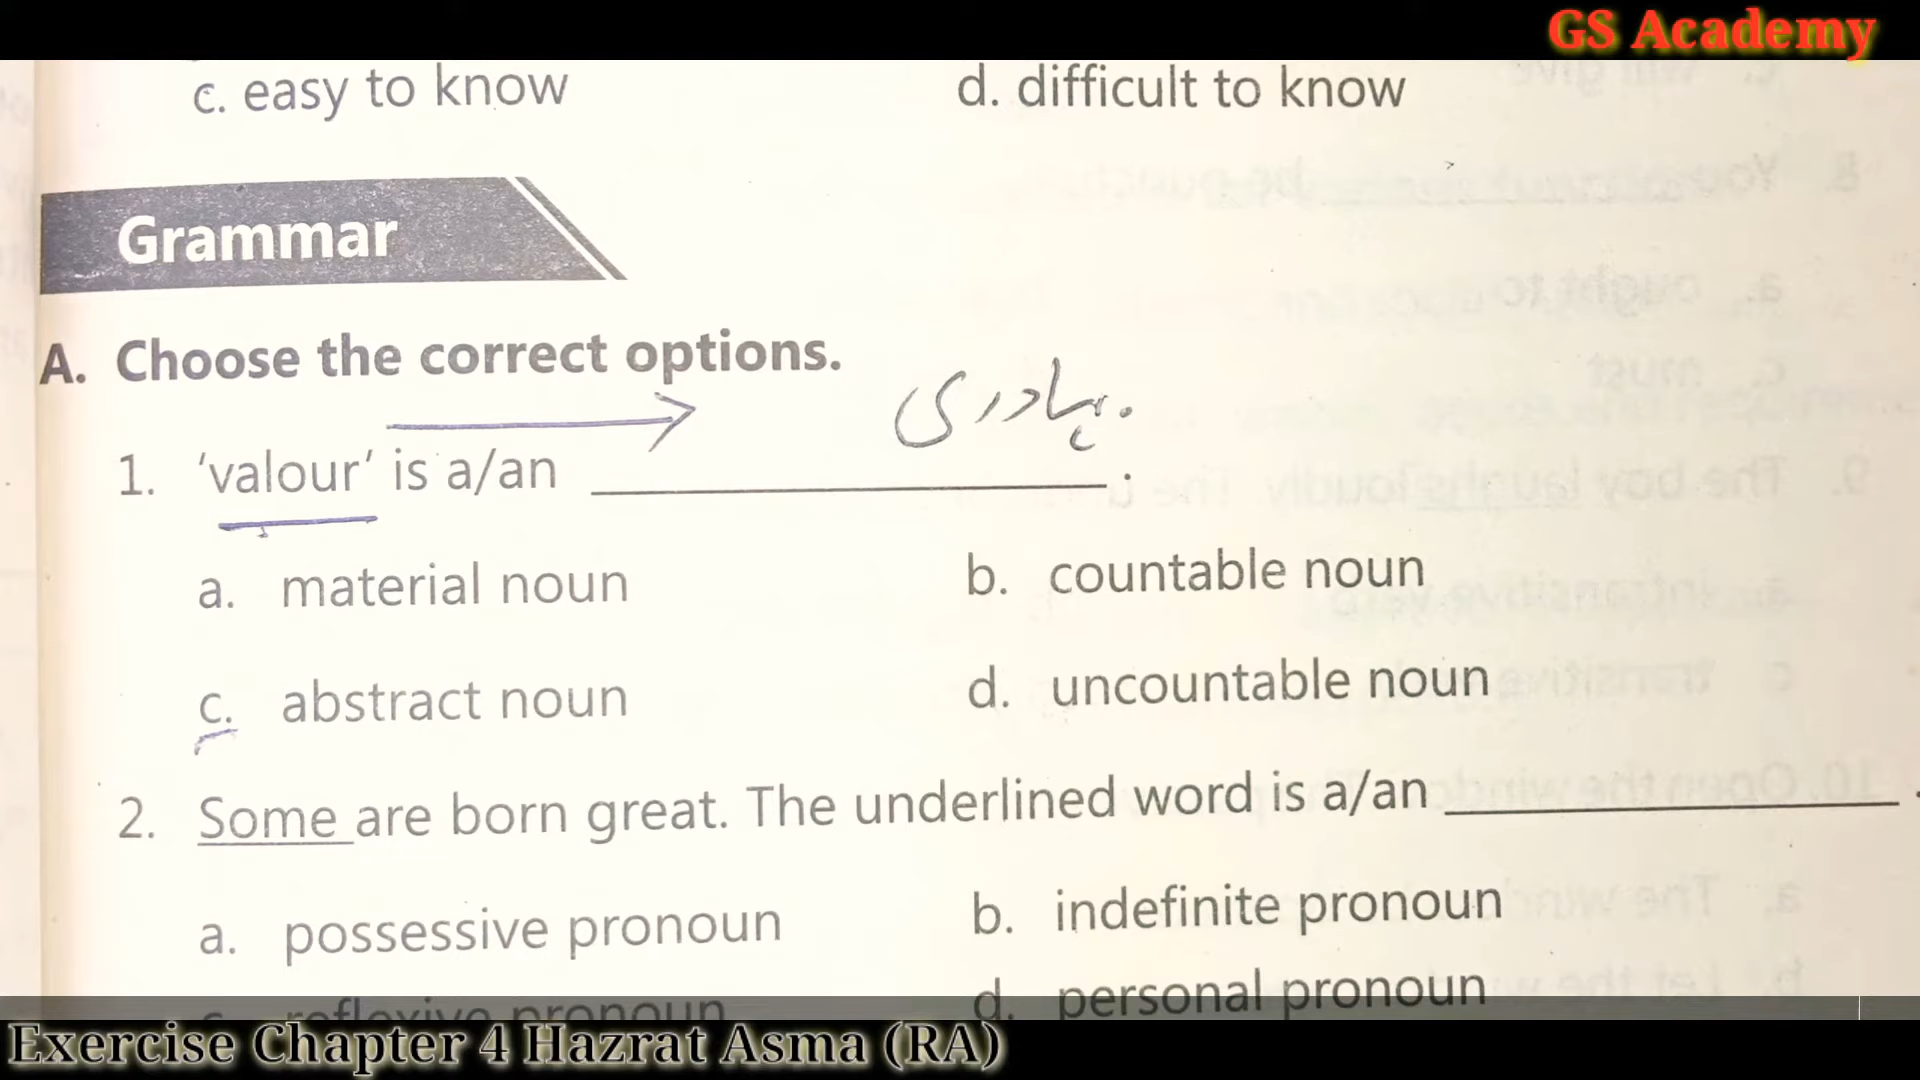 GS Academy
c. easy to know d. difficult to know
Grammar
A. Choose the correct options.
بہادری
1. ‘valour’ is a/an ____________.
a. material noun b. countable noun
c. abstract noun d. uncountable noun
2. Some are born great. The underlined word is a/an ____________.
a. possessive pronoun b. indefinite pronoun
c. reflexive pronoun d. personal pronoun
Exercise Chapter 4 Hazrat Asma (RA)